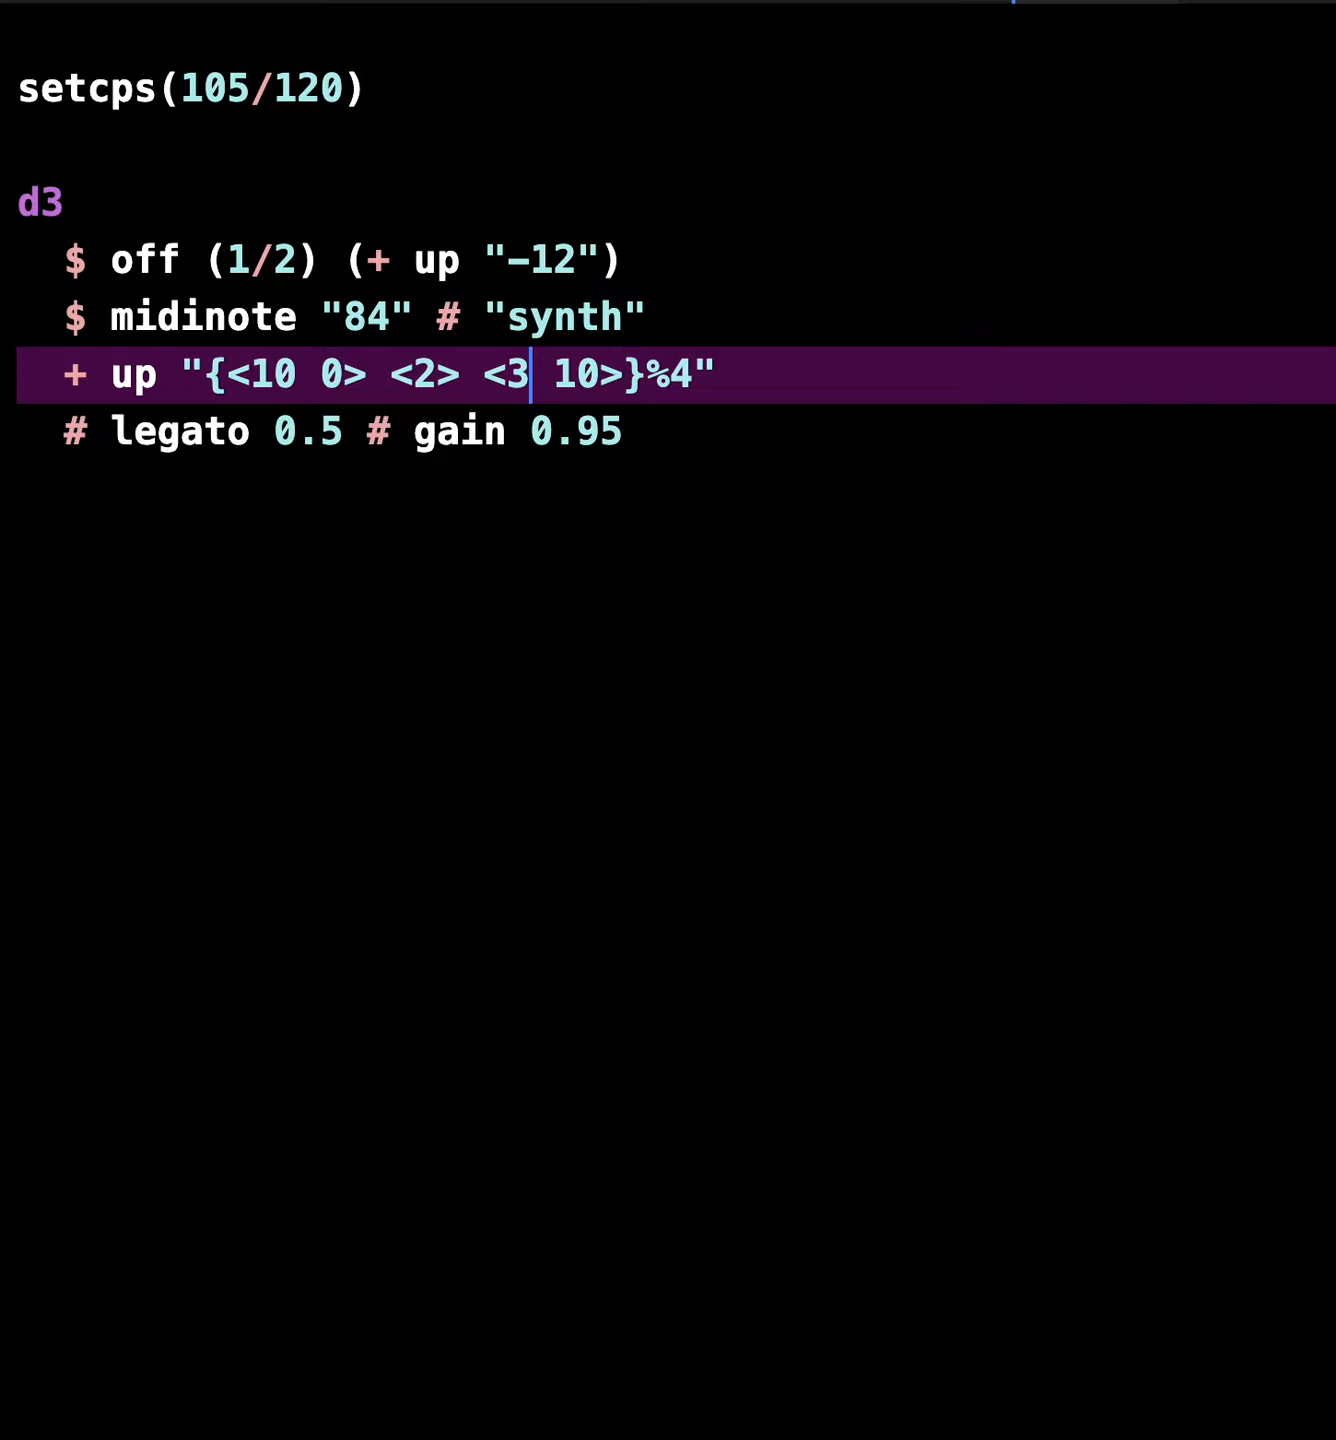 setcps(105/120)
d3
$ off (1/2) (+ up "-12")
$ midinote "84" # "synth"
+ up "{<10 0> <2> <3 10>}%4"
# legato 0.5 # gain 0.95